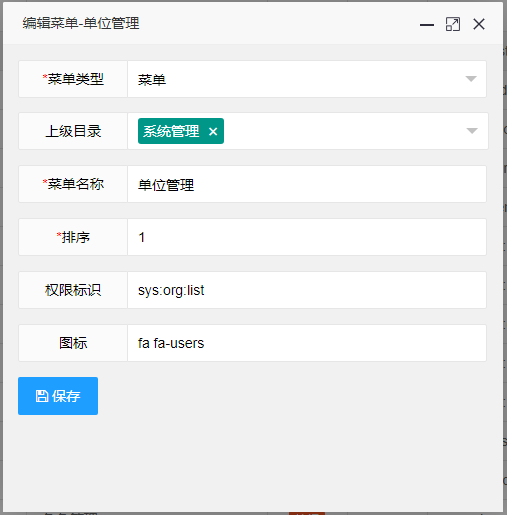 编辑菜单-单位管理
*菜单类型 菜单
上级目录 系统管理 ×
*菜单名称 单位管理
*排序 1
权限标识 sys:org:list
图标 fa fa-users
保存